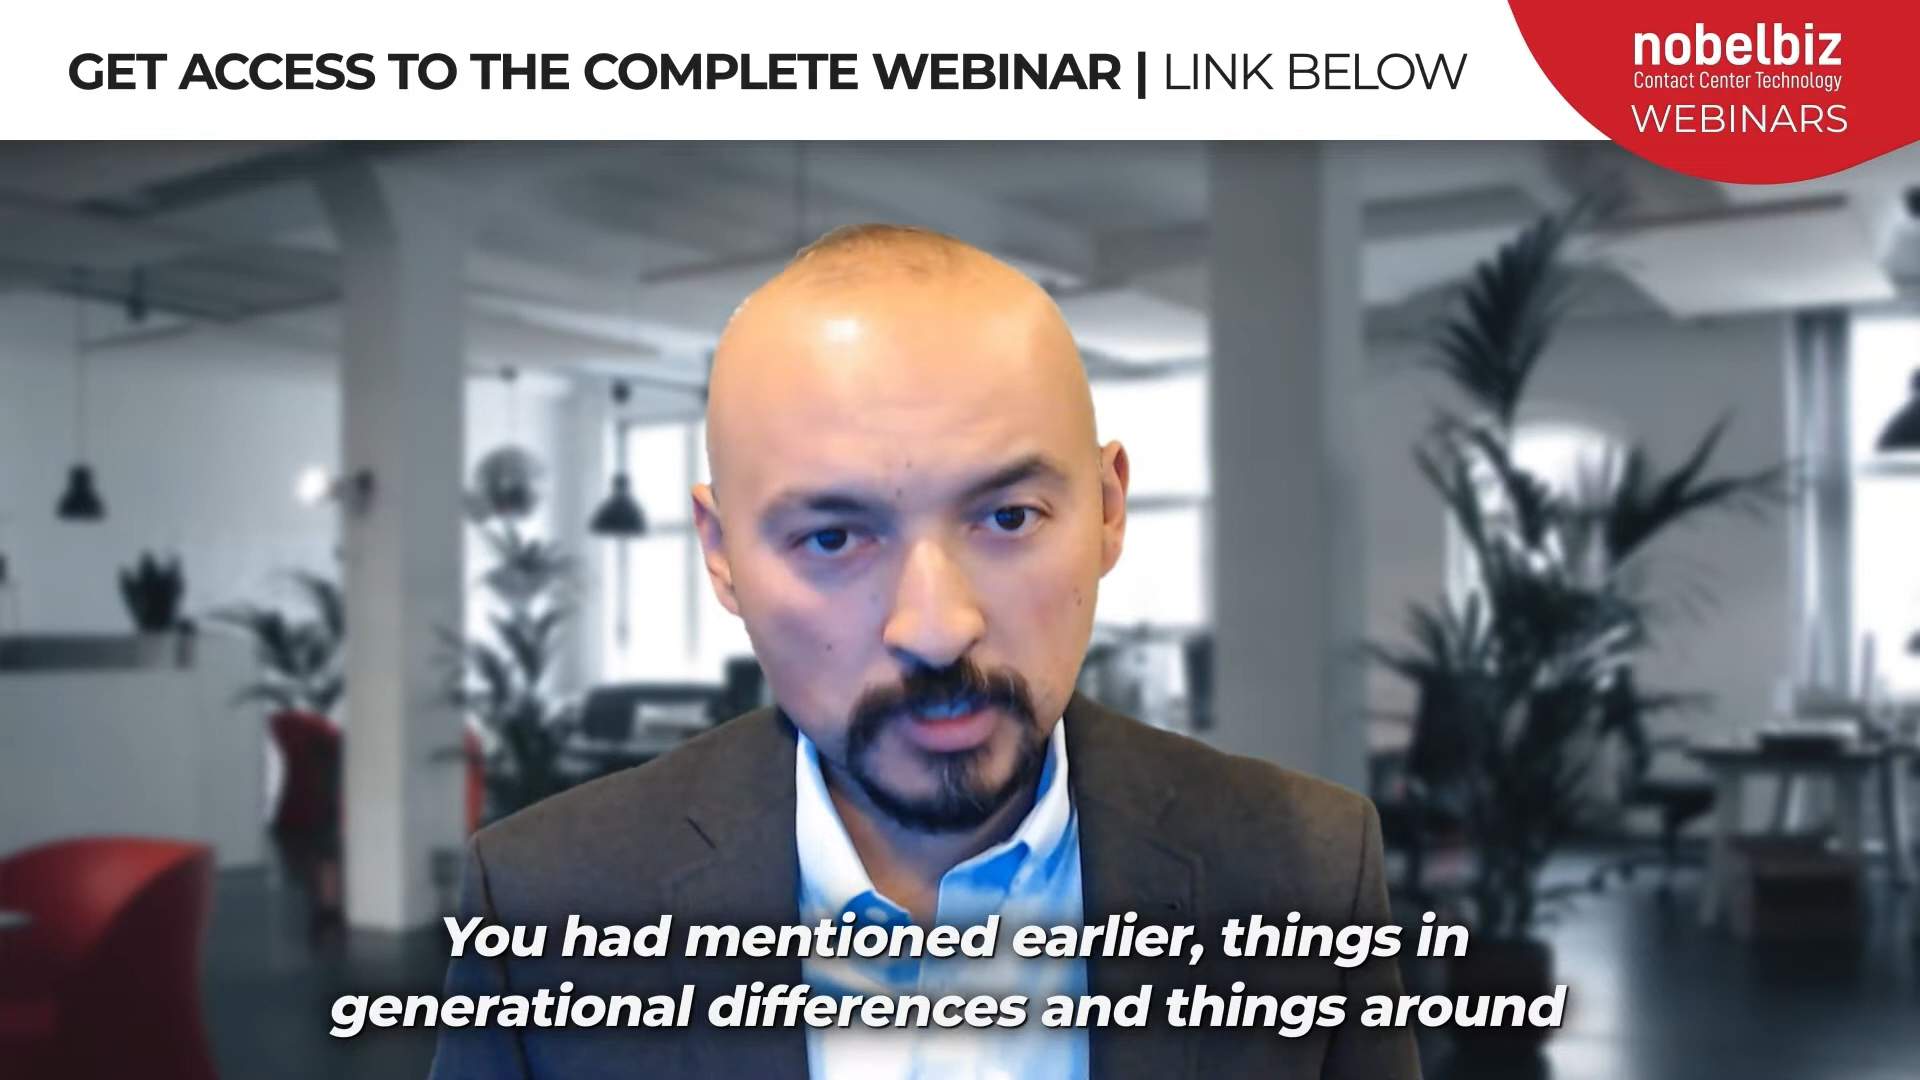 GET ACCESS TO THE COMPLETE WEBINAR | LINK BELOW
nobelbiz
Contact Center Technology
WEBINARS
You had mentioned earlier, things in
generational differences and things around